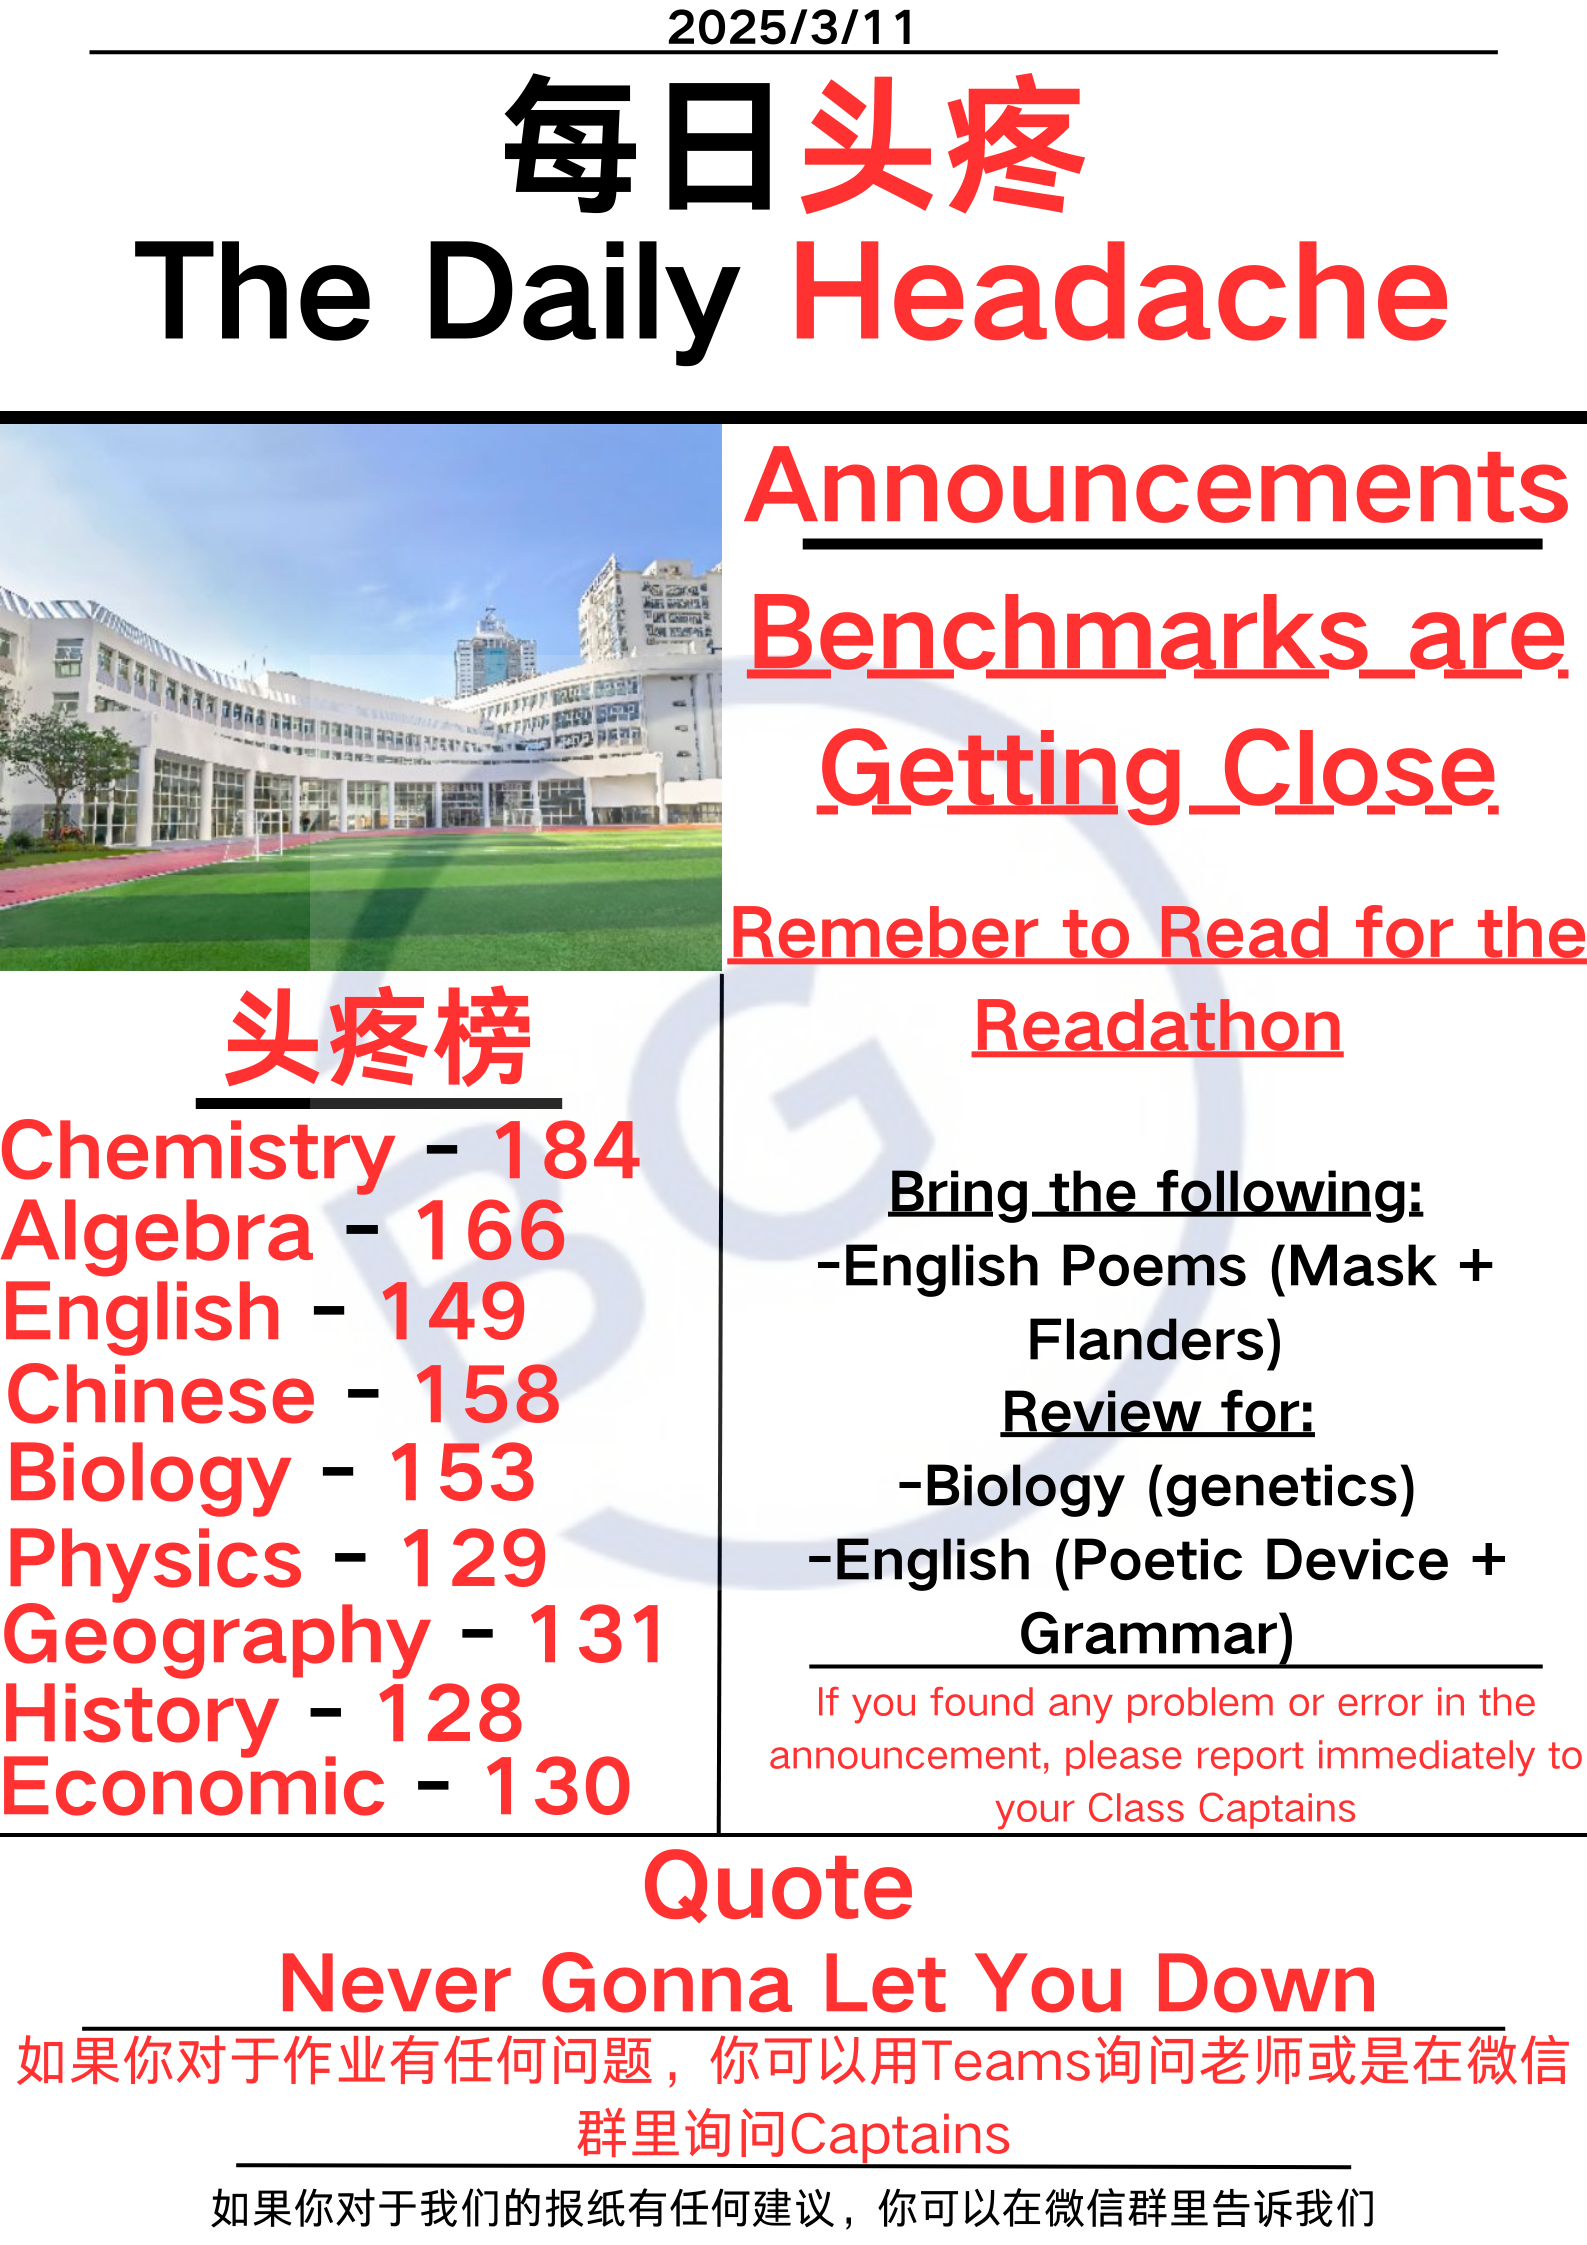 2025/3/11
每日头疼
The Daily Headache
Announcements
Benchmarks are
Getting Close
Remeber to Read for the
Readathon
头疼榜
Chemistry - 184
Algebra - 166
English - 149
Chinese - 158
Biology - 153
Physics - 129
Geography - 131
History - 128
Economic - 130
Bring the following:
-English Poems (Mask +
Flanders)
Review for:
-Biology (genetics)
-English (Poetic Device +
Grammar)
If you found any problem or error in the
announcement, please report immediately to
your Class Captains
Quote
Never Gonna Let You Down
如果你对于作业有任何问题，你可以用Teams询问老师或是在微信
群里询问Captains
如果你对于我们的报纸有任何建议，你可以在微信群里告诉我们
BG